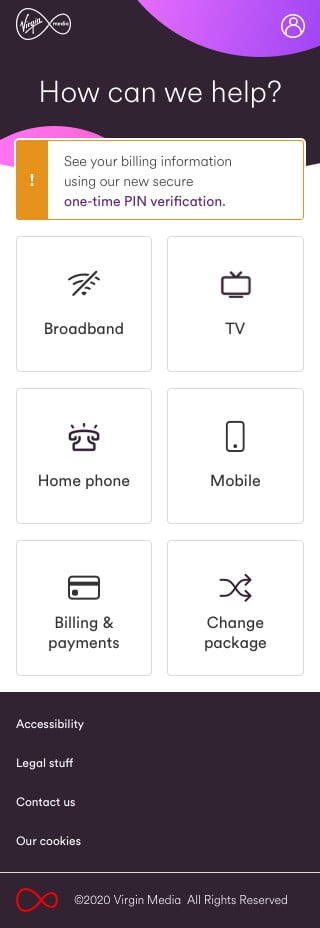 Virgin media
How can we help?
!
See your billing information
using our new secure
one-time PIN verification.
Broadband
TV
Home phone
Mobile
Billing &
payments
Change
package
Accessibility
Legal stuff
Contact us
Our cookies
©2020 Virgin Media All Rights Reserved